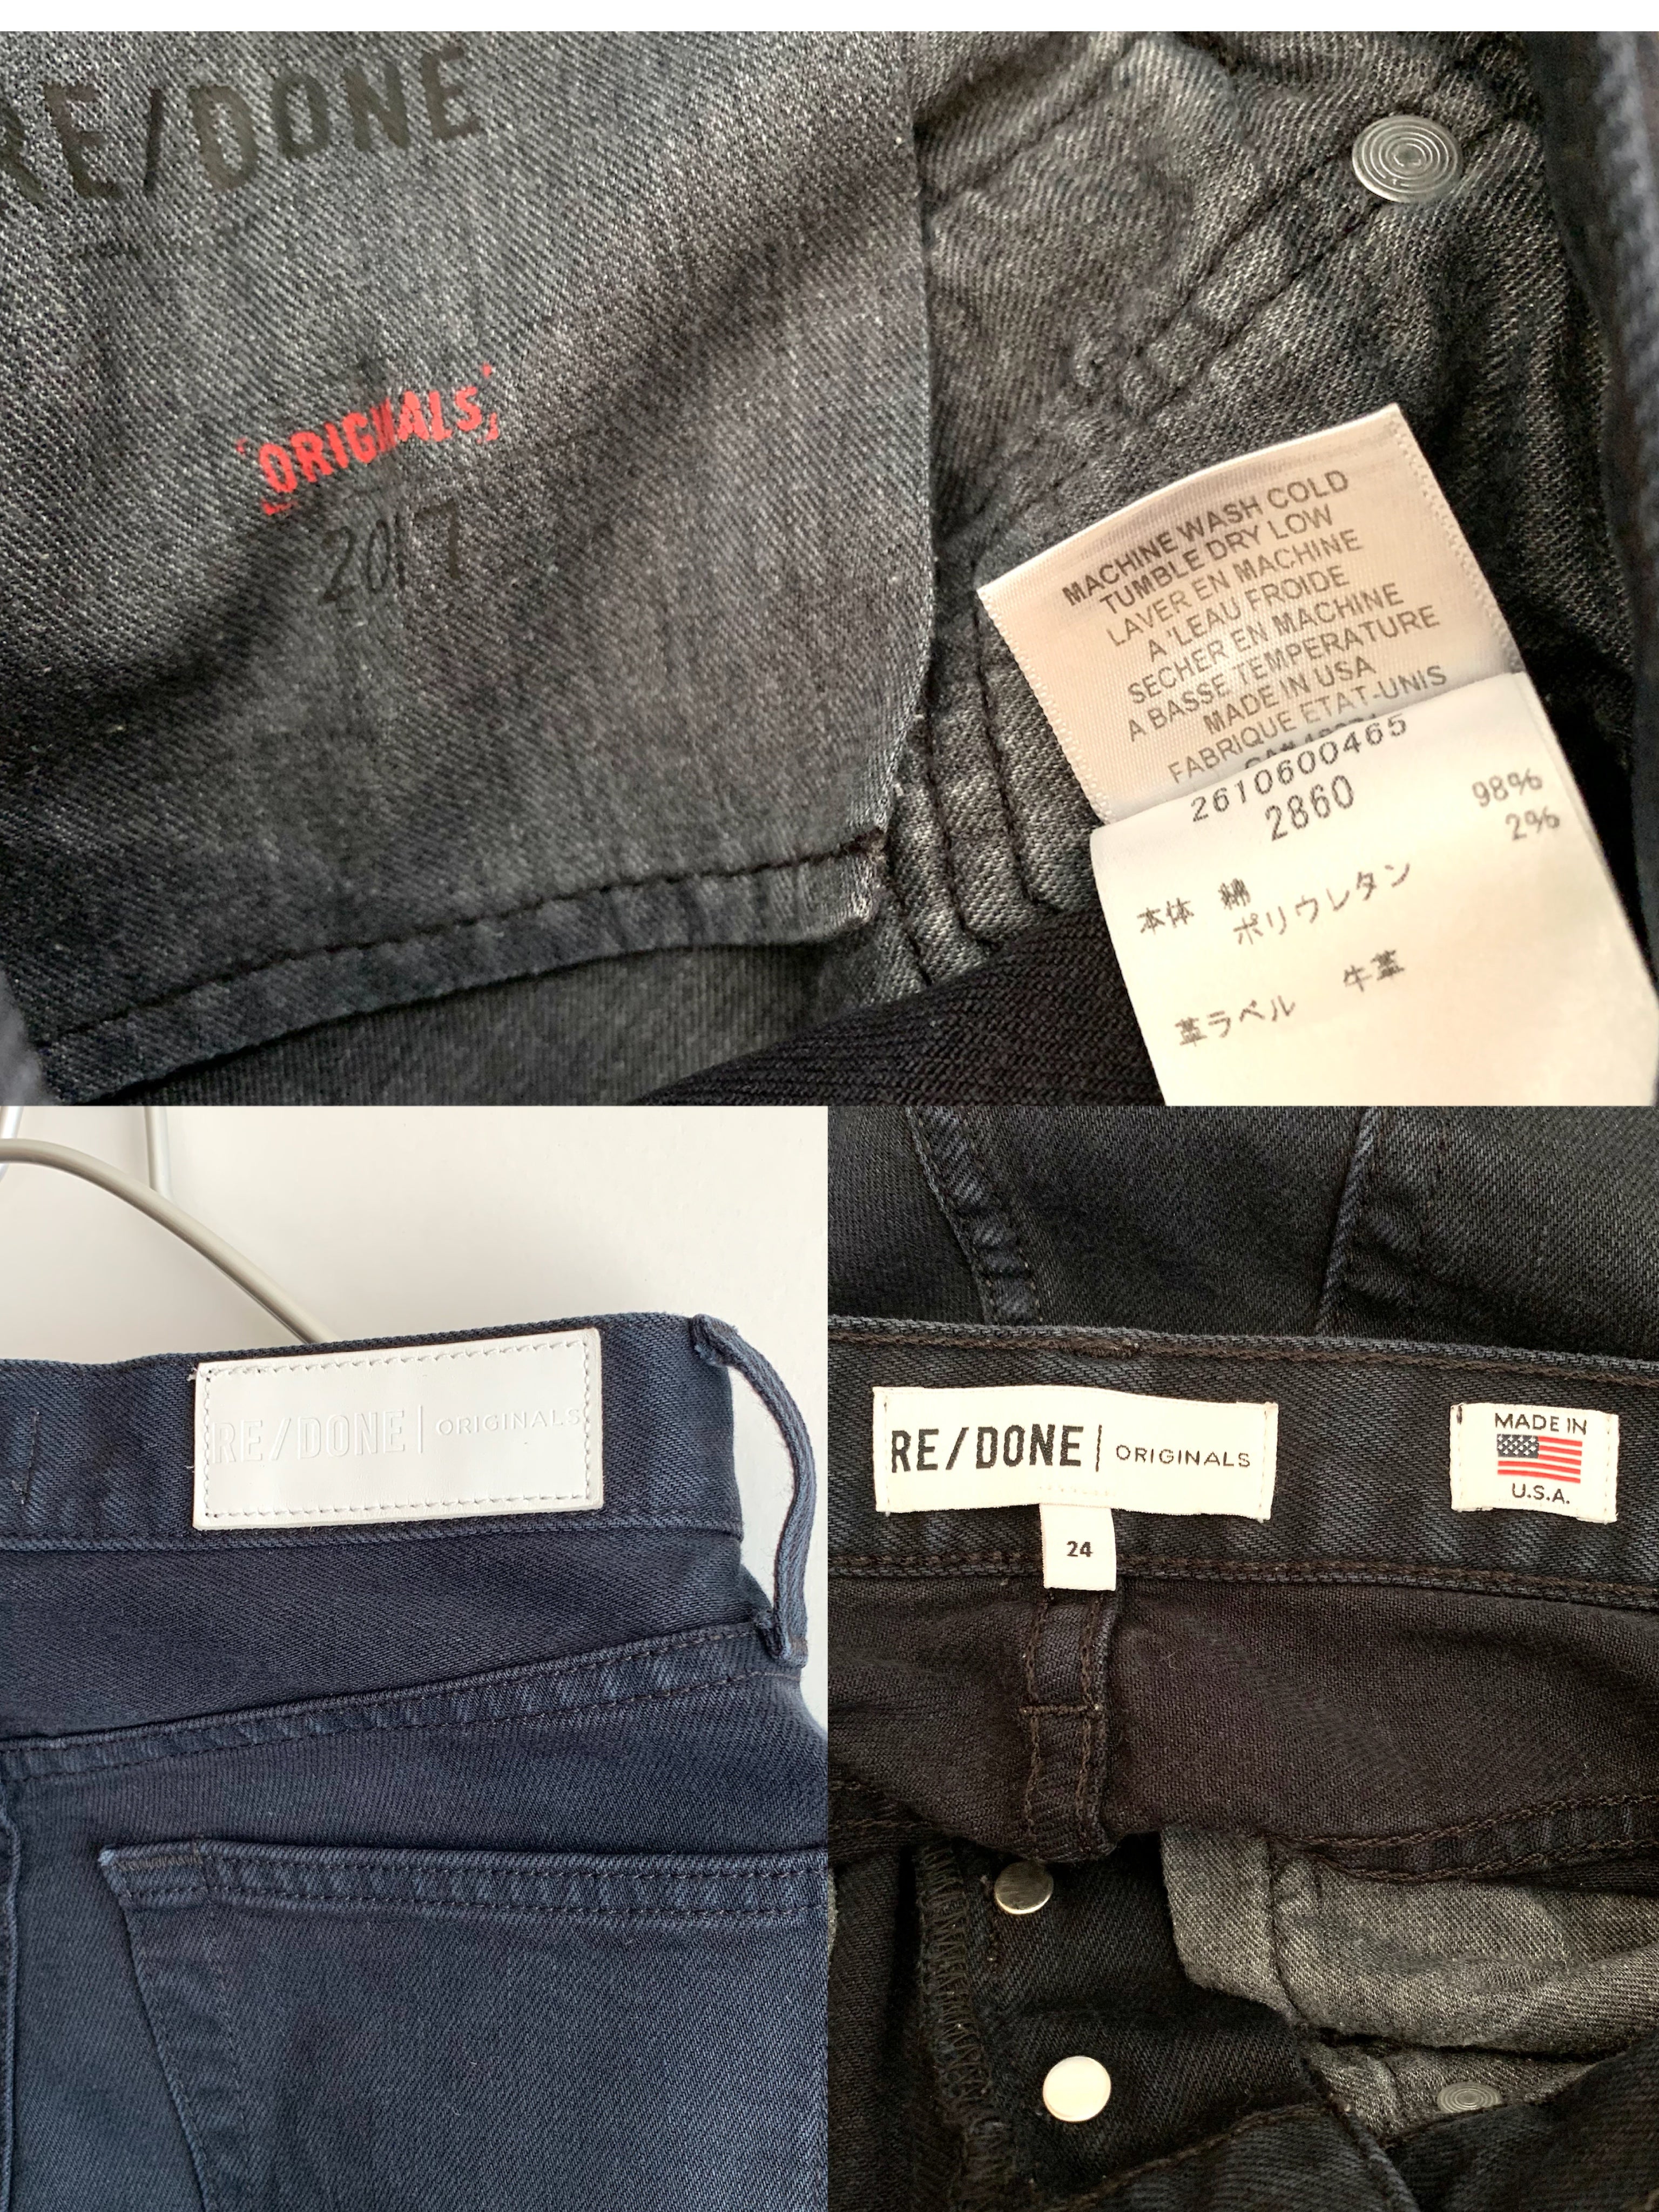 RE/DONE
ORIGINALS
2017
MACHINE WASH COLD
TUMBLE DRY LOW
LAVER EN MACHINE
A 'LEAU FROIDE
SECHER EN MACHINE
A BASSE TEMPERATURE
MADE IN USA
FABRIQUE ETAT-UNIS
2610600465
2860
本体 綿 98%
ポリウレタン 2%
革ラベル 牛革
RE/DONE | ORIGINALS
RE/DONE | ORIGINALS
24
MADE IN
U.S.A.